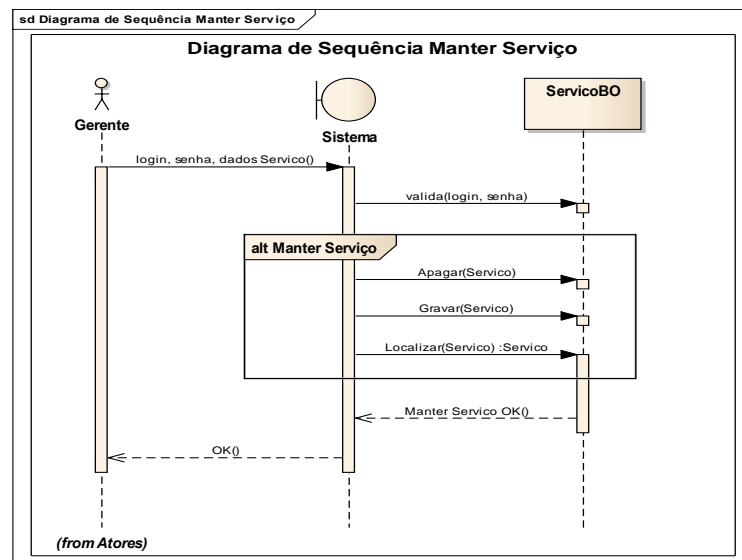 sd Diagrama de Sequência Manter Serviço
Diagrama de Sequência Manter Serviço
Gerente
Sistema
ServicoBO
login, senha, dados Servico()
valida(login, senha)
alt Manter Serviço
Apagar(Servico)
Gravar(Servico)
Localizar(Servico) :Servico
Manter Servico OK()
OK()
(from Atores)